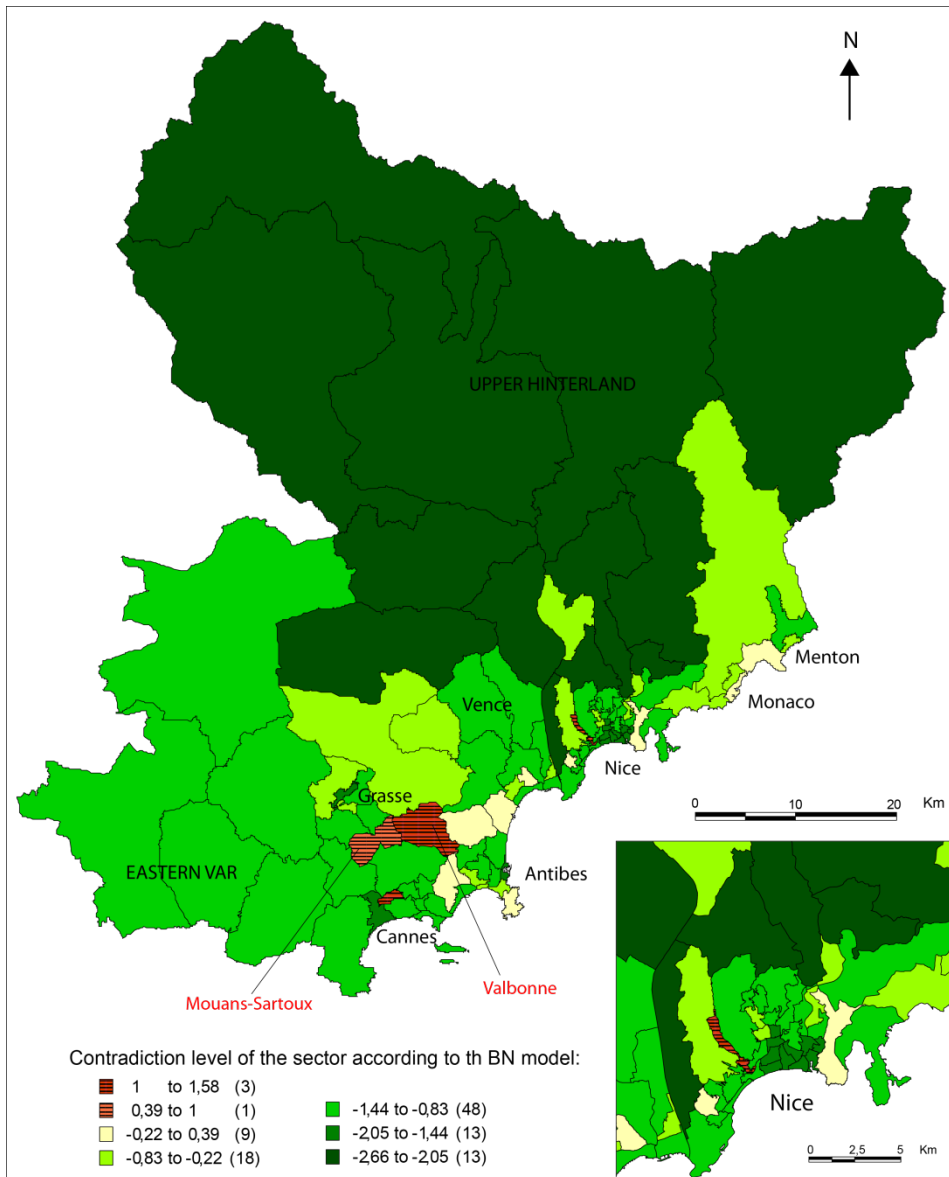 N
UPPER HINTERLAND
Menton
Monaco
Vence
Nice
0 10 20
Km
Grasse
EASTERN VAR
Antibes
Cannes
Mouans-Sartoux
Valbonne
Nice
0 2,5 5
Km
Contradiction level of the sector according to th BN model:
1 to 1,58 (3)
0,39 to 1 (1)
-0,22 to 0,39 (9)
-0,83 to -0,22 (18)
-1,44 to -0,83 (48)
-2,05 to -1,44 (13)
-2,66 to -2,05 (13)